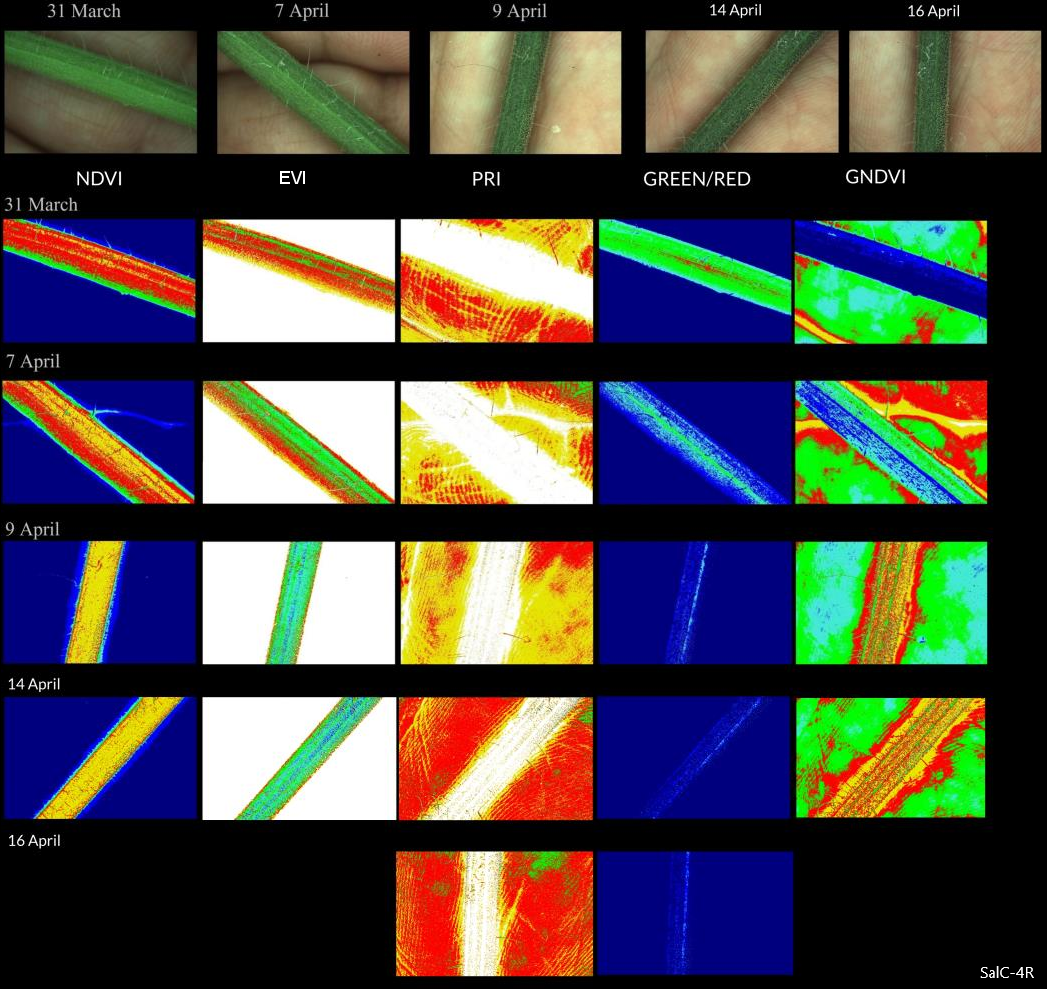 31 March 7 April 9 April 14 April 16 April
NDVI EVI PRI GREEN/RED GNDVI
31 March
7 April
9 April
14 April
16 April
SalC-4R